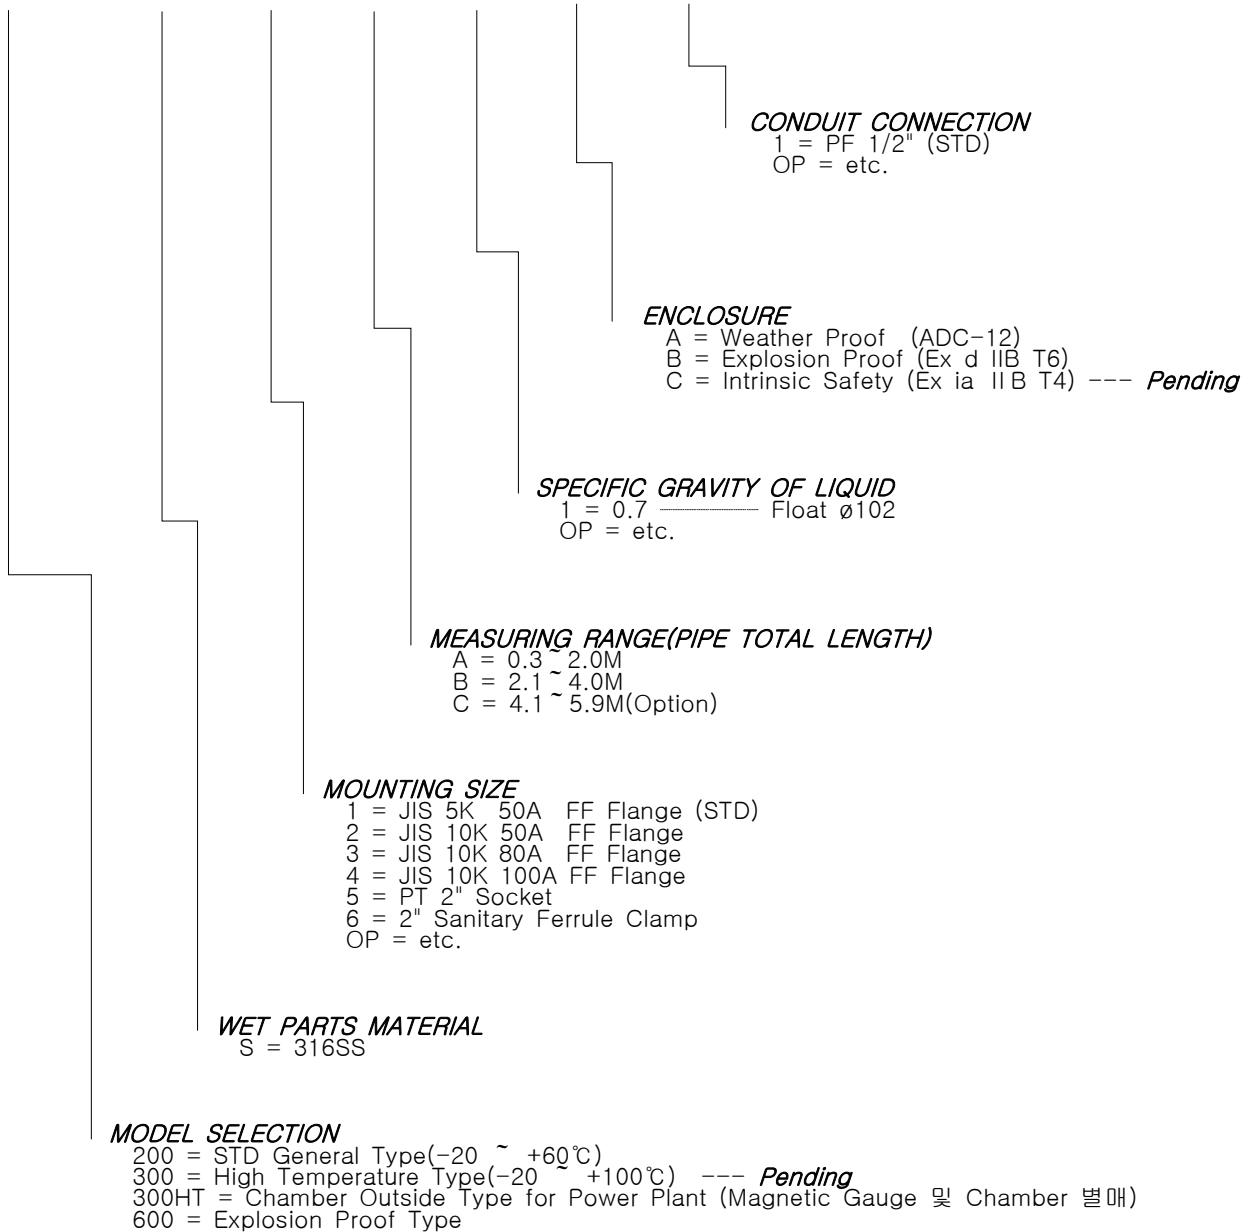 CONDUIT CONNECTION
1 = PF 1/2" (STD)
OP = etc.
ENCLOSURE
A = Weather Proof (ADC-12)
B = Explosion Proof (Ex d IIB T6)
C = Intrinsic Safety (Ex ia IIB T4) --- Pending
SPECIFIC GRAVITY OF LIQUID
1 = 0.7 ——— Float ø102
OP = etc.
MEASURING RANGE(PIPE TOTAL LENGTH)
A = 0.3 ~ 2.0M
B = 2.1 ~ 4.0M
C = 4.1 ~ 5.9M(Option)
MOUNTING SIZE
1 = JIS 5K 50A FF Flange (STD)
2 = JIS 10K 50A FF Flange
3 = JIS 10K 80A FF Flange
4 = JIS 10K 100A FF Flange
5 = PT 2" Socket
6 = 2" Sanitary Ferrule Clamp
OP = etc.
WET PARTS MATERIAL
S = 316SS
MODEL SELECTION
200 = STD General Type(-20 ~ +60℃)
300 = High Temperature Type(-20 ~ +100℃) --- Pending
300HT = Chamber Outside Type for Power Plant (Magnetic Gauge 및 Chamber 별매)
600 = Explosion Proof Type